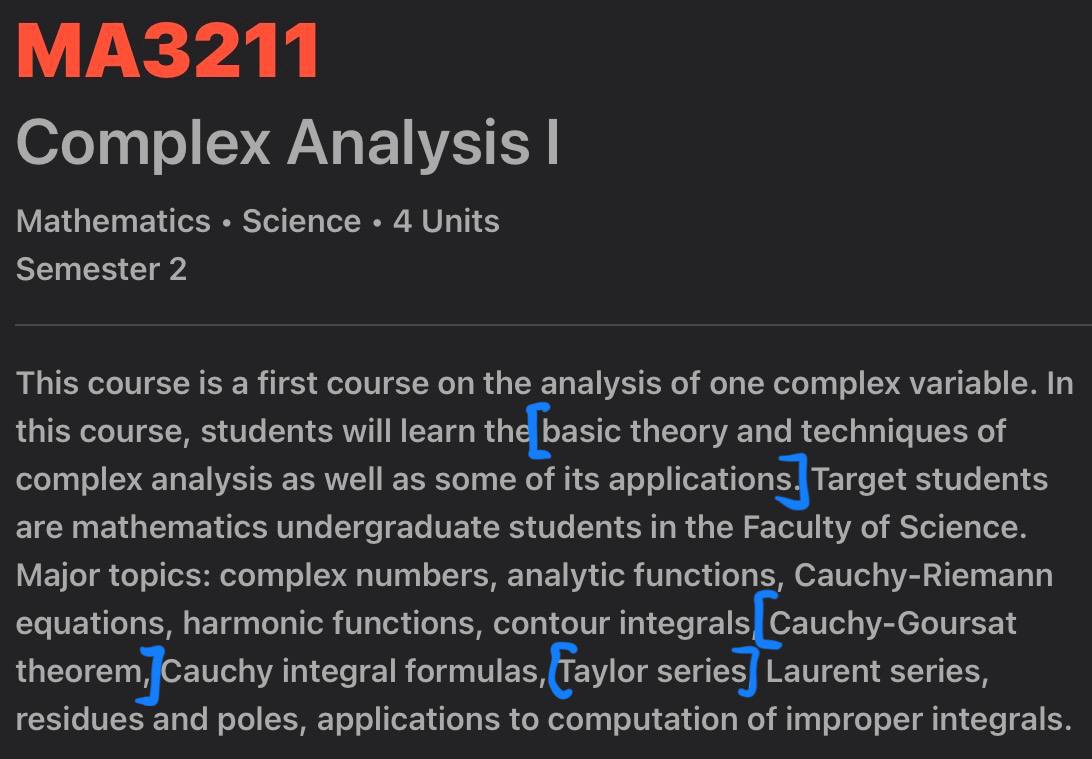 MA3211
Complex Analysis I
Mathematics • Science • 4 Units
Semester 2
This course is a first course on the analysis of one complex variable. In
this course, students will learn the [basic theory and techniques of
complex analysis as well as some of its applications.] Target students
are mathematics undergraduate students in the Faculty of Science.
Major topics: complex numbers, analytic functions, Cauchy-Riemann
equations, harmonic functions, contour integrals, [Cauchy-Goursat
theorem,] Cauchy integral formulas, [Taylor series] Laurent series,
residues and poles, applications to computation of improper integrals.